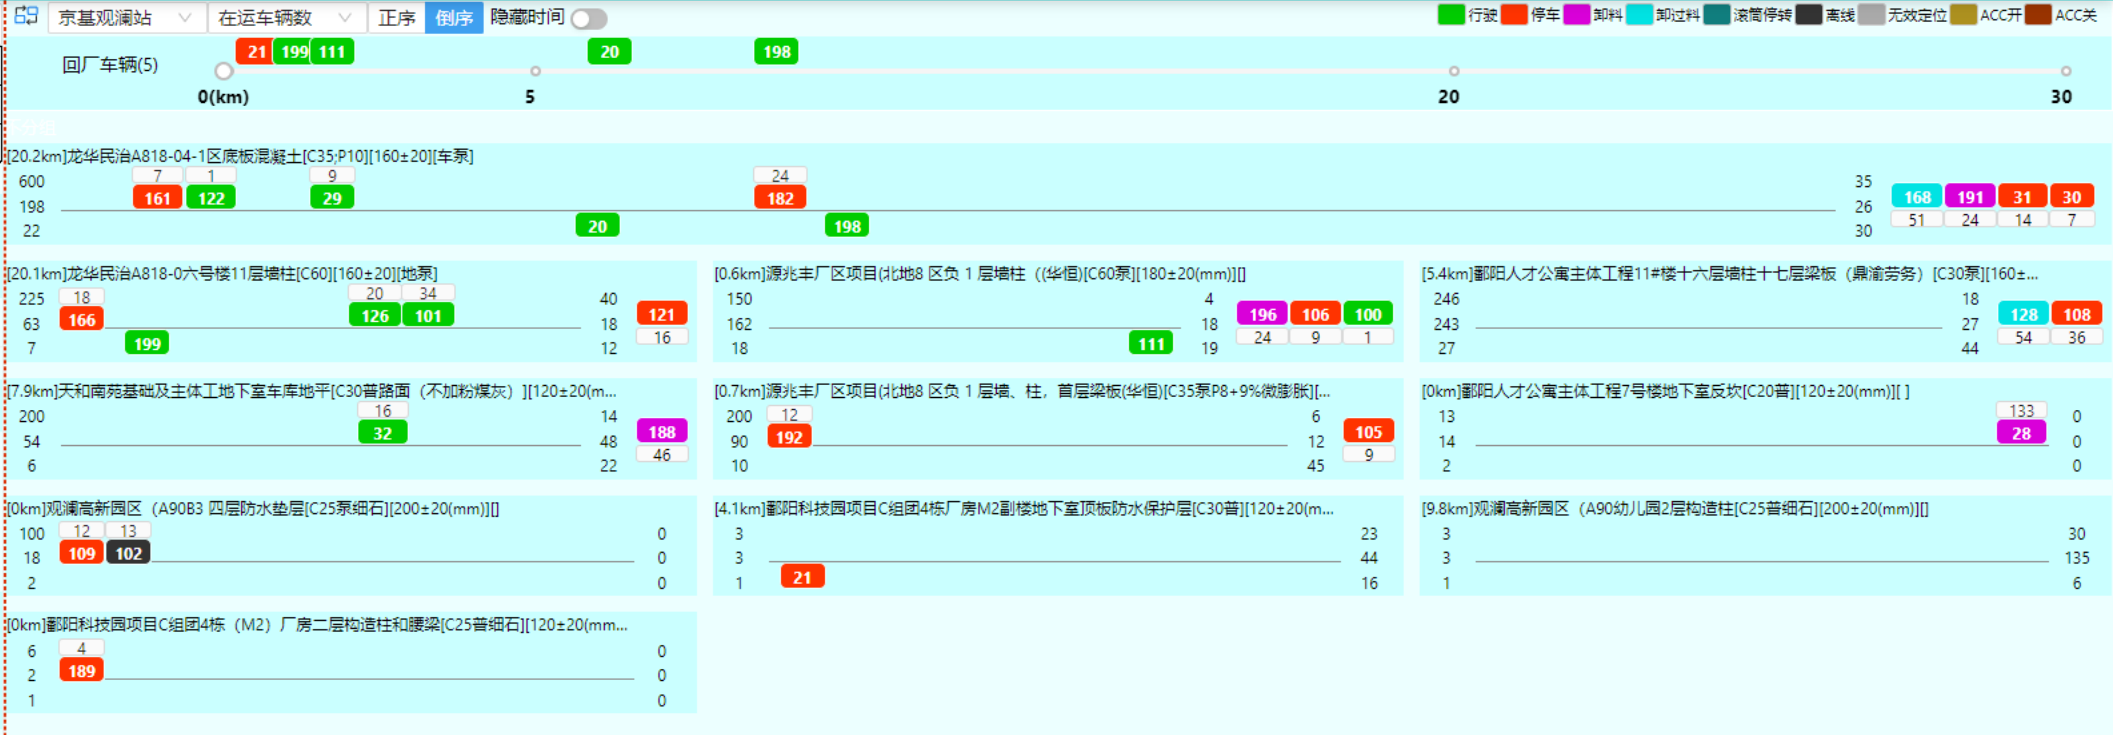 京基观澜站 在运车辆数 正序 倒序 隐藏时间 行驶 停车 卸料 卸过料 滚筒停转 离线 无效定位 ACC开 ACC关
21 199 111 20 198
回厂车辆(5)
0(km) 5 20 30
[20.2km]龙华民治A818-04-1区底板混凝土[C35;P10][160±20][车泵]
7 1 9 24
600 161 122 29 182 35 168 191 31 30
198 26 51 24 14 7
22 20 198 30
[20.1km]龙华民治A818-0六号楼11层墙柱[C60][160±20][地泵]
18 20 34
225 166 126 101 40 121
63 18 16
7 199 12
[0.6km]源兆丰厂区项目(北地8 区负 1 层墙柱 ((华恒)[C60泵][180±20(mm)][]
150 4 196 106 100
162 18 24 9 1
18 111 19
[5.4km]鄱阳人才公寓主体工程11#楼十六层墙柱十七层梁板（鼎渝劳务）[C30泵][160±...
246 18 128 108
243 27 54 36
27 44
[7.9km]天和南苑基础及主体工地下室车库地平[C30普路面（不加粉煤灰）][120±20(m...
16
200 32 14 188
54 48 46
6 22
[0.7km]源兆丰厂区项目(北地8 区负 1 层墙、柱，首层梁板(华恒)[C35泵P8+9%微膨胀][...
12
200 192 6 105
90 12 9
10 45
[0km]鄱阳人才公寓主体工程7号楼地下室反坎[C20普][120±20(mm)][ ]
133
13 28 0
14 0
2 0
[0km]观澜高新园区（A90B3 四层防水垫层[C25泵细石][200±20(mm)][]
12 13
100 109 102 0
18 0
2 0
[4.1km]鄱阳科技园项目C组团4栋厂房M2副楼地下室顶板防水保护层[C30普][120±20(m...
3 23
3 44
1 21 16
[9.8km]观澜高新园区（A90幼儿园2层构造柱[C25普细石][200±20(mm)][]
3 30
3 135
1 6
[0km]鄱阳科技园项目C组团4栋（M2）厂房二层构造柱和腰梁[C25普细石][120±20(mm...
4
6 189 0
2 0
1 0